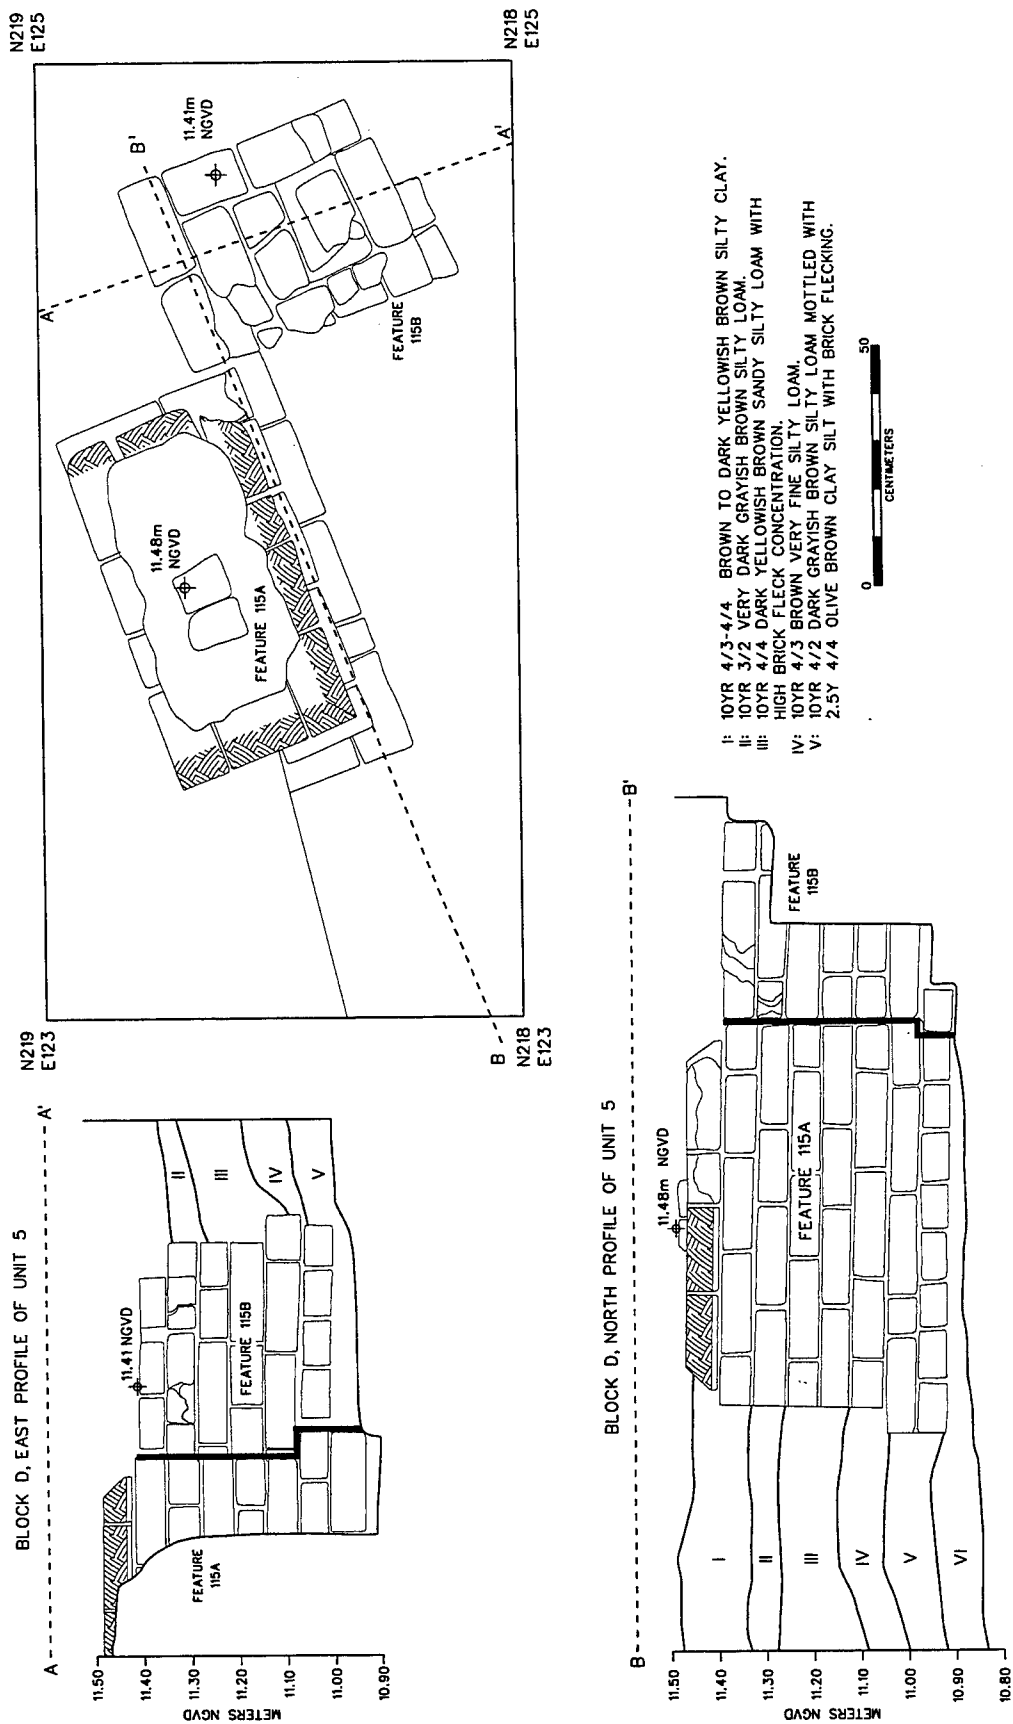 BLOCK D, EAST PROFILE OF UNIT 5
A
A'
11.50
11.40
11.30
11.20
11.10
11.00
10.90
METERS NGVD
11.41 NGVD
FEATURE
115A
FEATURE 115B
II
III
IV
V
N219
E123
N219
E125
A'
B'
11.48m
NGVD
11.41m
NGVD
FEATURE 115A
FEATURE
115B
A'
B
N218
E123
N218
E125
BLOCK D, NORTH PROFILE OF UNIT 5
B
B'
11.50
11.40
11.30
11.20
11.10
11.00
10.90
10.80
METERS NGVD
11.48m NGVD
FEATURE 115A
FEATURE
115B
I
II
III
IV
V
VI
I: 10YR 4/3-4/4 BROWN TO DARK YELLOWISH BROWN SILTY CLAY.
II: 10YR 3/2 VERY DARK GRAYISH BROWN SILTY LOAM.
III: 10YR 4/4 DARK YELLOWISH BROWN SANDY SILTY LOAM WITH
HIGH BRICK FLECK CONCENTRATION.
IV: 10YR 4/3 BROWN VERY FINE SILTY LOAM.
V: 10YR 4/2 DARK GRAYISH BROWN SILTY LOAM MOTTLED WITH
2.5Y 4/4 OLIVE BROWN CLAY SILT WITH BRICK FLECKING.
0
50
CENTIMETERS